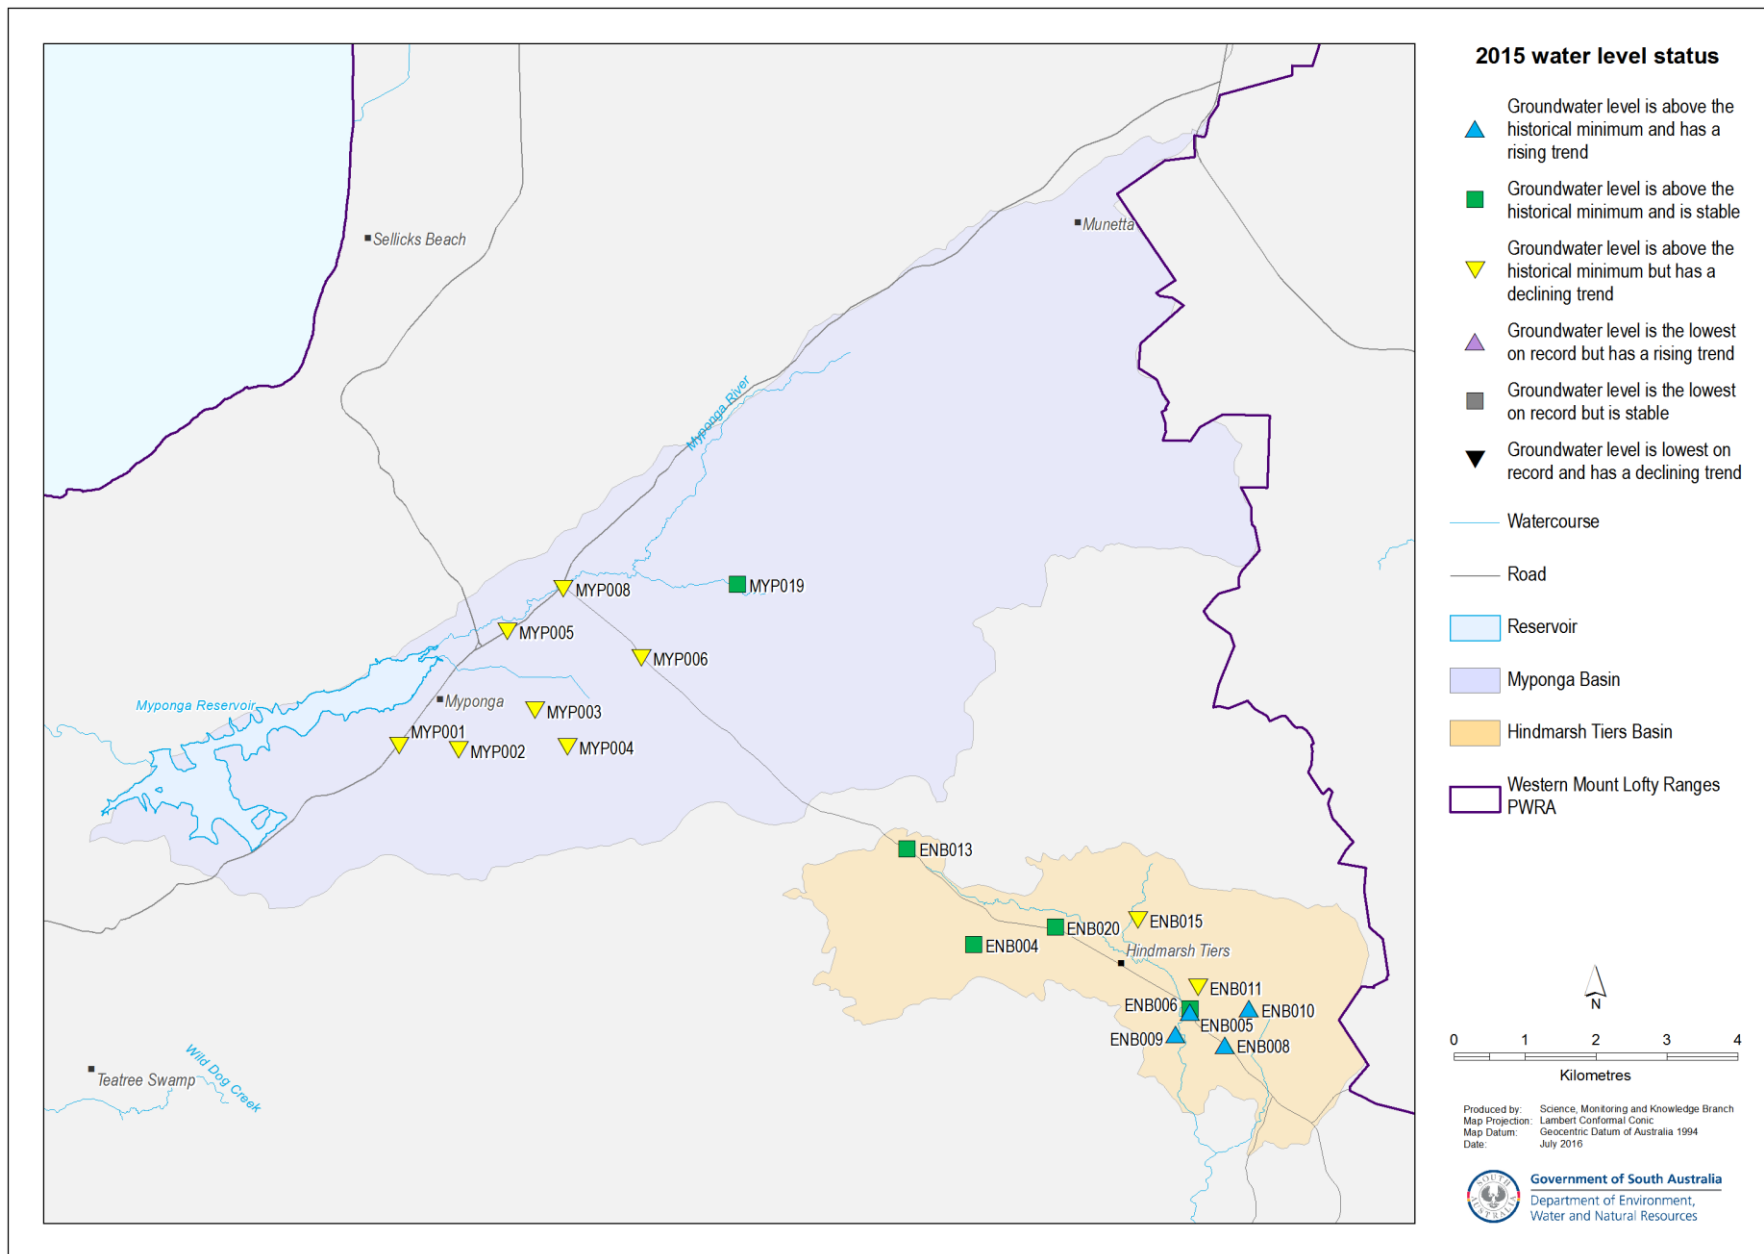 2015 water level status
Groundwater level is above the
historical minimum and has a
rising trend
Groundwater level is above the
historical minimum and is stable
Groundwater level is above the
historical minimum but has a
declining trend
Groundwater level is the lowest
on record but has a rising trend
Groundwater level is the lowest
on record but is stable
Groundwater level is lowest on
record and has a declining trend
Watercourse
Road
Reservoir
Myponga Basin
Hindmarsh Tiers Basin
Western Mount Lofty Ranges
PWRA
Sellicks Beach
Munetta
Myponga River
MYP008
MYP019
MYP005
MYP006
Myponga Reservoir
Myponga
MYP003
MYP001
MYP002
MYP004
ENB013
ENB015
ENB020
ENB004
Hindmarsh Tiers
ENB011
ENB006
ENB010
ENB005
ENB009
ENB008
Teatree Swamp
Wild Dog Creek
N
0 1 2 3 4
Kilometres
Produced by: Science, Monitoring and Knowledge Branch
Map Projection: Lambert Conformal Conic
Map Datum: Geocentric Datum of Australia 1994
Date: July 2016
SOUTH
AUSTRALIA
Government of South Australia
Department of Environment,
Water and Natural Resources